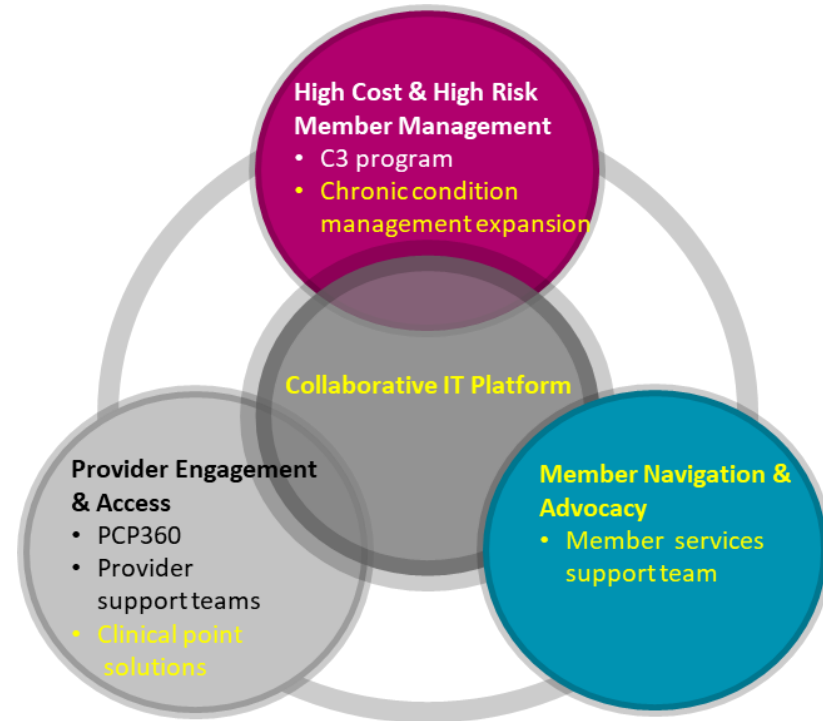 High Cost & High Risk
Member Management
• C3 program
• Chronic condition
management expansion
Collaborative IT Platform
Provider Engagement
& Access
• PCP360
• Provider
support teams
• Clinical point
solutions
Member Navigation &
Advocacy
• Member services
support team